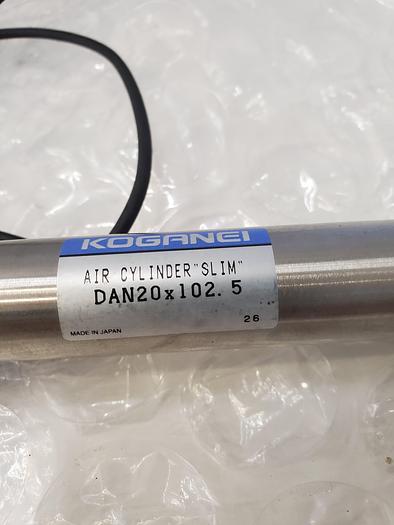 KOGANEI
AIR CYLINDER"SLIM"
DAN20x102.5
26
MADE IN JAPAN